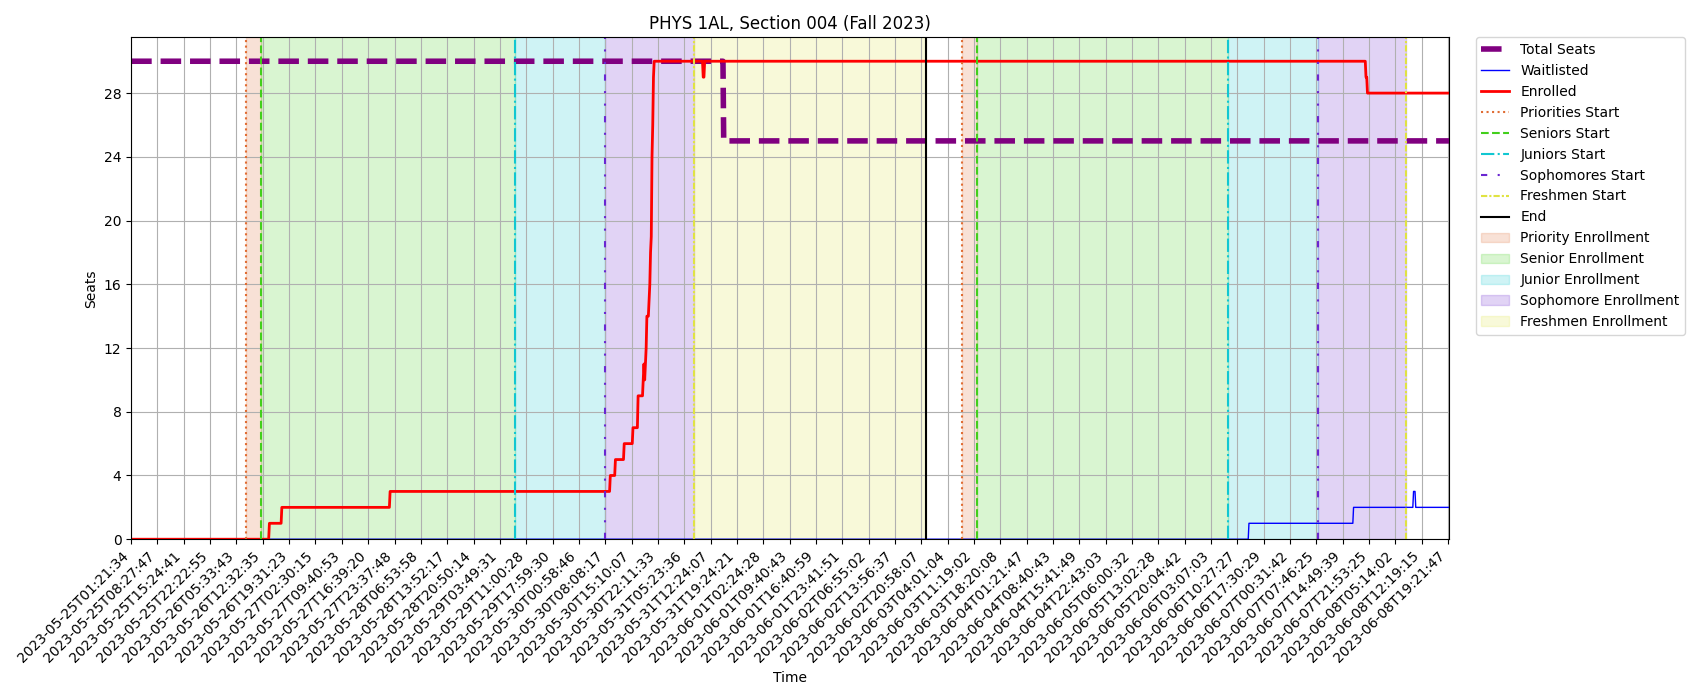 PHYS 1AL, Section 004 (Fall 2023)
Seats
28
24
20
16
12
8
4
0
2023-05-25T01:21:34
2023-05-25T08:27:47
2023-05-25T15:24:41
2023-05-25T22:22:55
2023-05-26T05:33:43
2023-05-26T12:32:35
2023-05-26T19:31:23
2023-05-27T02:30:15
2023-05-27T09:40:53
2023-05-27T16:39:20
2023-05-27T23:37:48
2023-05-28T06:53:58
2023-05-28T13:52:17
2023-05-28T20:50:14
2023-05-29T03:49:31
2023-05-29T11:00:28
2023-05-29T17:59:30
2023-05-30T00:58:46
2023-05-30T08:08:17
2023-05-30T15:10:07
2023-05-30T22:11:33
2023-05-31T05:23:36
2023-05-31T12:24:07
2023-05-31T19:24:21
2023-06-01T02:24:28
2023-06-01T09:40:43
2023-06-01T16:40:59
2023-06-01T23:41:51
2023-06-02T06:55:02
2023-06-02T13:56:37
2023-06-02T20:58:07
2023-06-03T04:01:04
2023-06-03T11:19:02
2023-06-03T18:20:08
2023-06-04T01:21:47
2023-06-04T08:40:43
2023-06-04T15:41:49
2023-06-04T22:43:03
2023-06-05T06:00:32
2023-06-05T13:02:28
2023-06-05T20:04:42
2023-06-06T03:07:03
2023-06-06T10:27:27
2023-06-06T17:30:29
2023-06-07T00:31:42
2023-06-07T07:46:25
2023-06-07T14:49:39
2023-06-07T21:53:25
2023-06-08T05:14:02
2023-06-08T12:19:15
2023-06-08T19:21:47
Time
Total Seats
Waitlisted
Enrolled
Priorities Start
Seniors Start
Juniors Start
Sophomores Start
Freshmen Start
End
Priority Enrollment
Senior Enrollment
Junior Enrollment
Sophomore Enrollment
Freshmen Enrollment